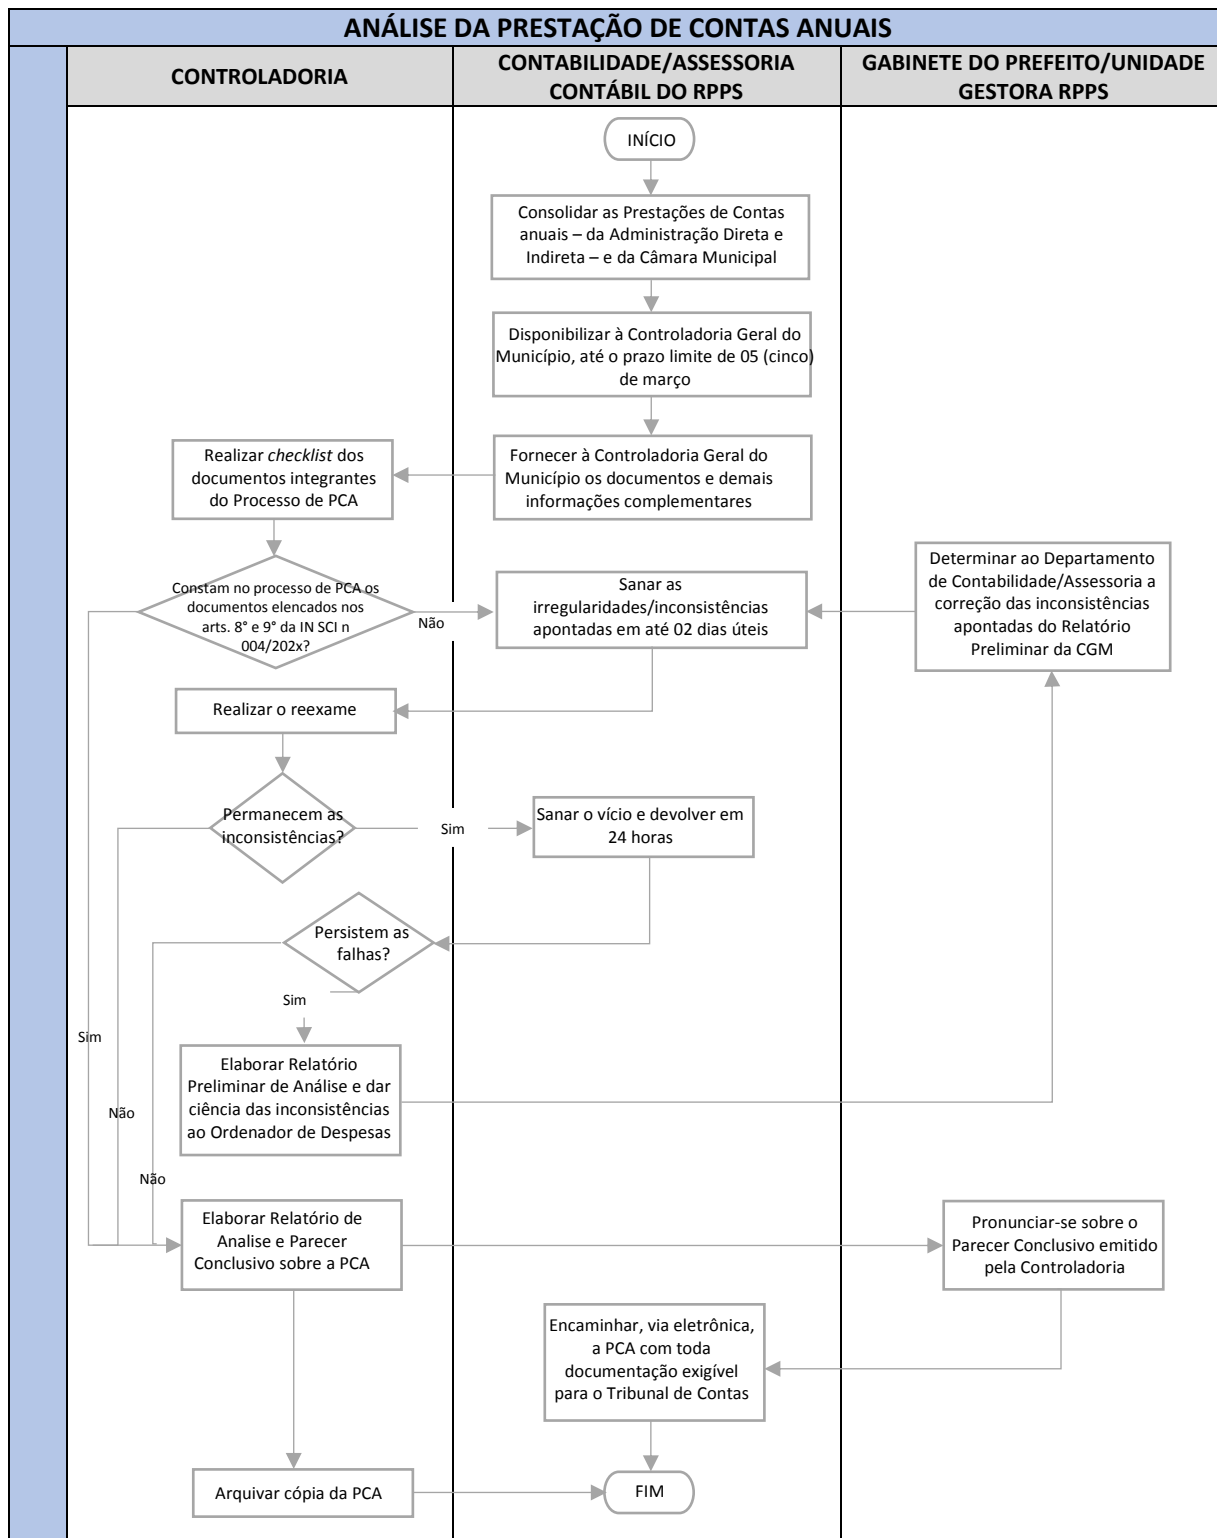 ANÁLISE DA PRESTAÇÃO DE CONTAS ANUAIS
CONTROLADORIA
CONTABILIDADE/ASSESSORIA
CONTÁBIL DO RPPS
GABINETE DO PREFEITO/UNIDADE
GESTORA RPPS
INÍCIO
Consolidar as Prestações de Contas
anuais – da Administração Direta e
Indireta – e da Câmara Municipal
Disponibilizar à Controladoria Geral do
Município, até o prazo limite de 05 (cinco)
de março
Realizar checklist dos
documentos integrantes
do Processo de PCA
Fornecer à Controladoria Geral do
Município os documentos e demais
informações complementares
Constam no processo de PCA os
documentos elencados nos
arts. 8° e 9° da IN SCI n
004/202x?
Não
Sanar as
irregularidades/inconsistências
apontadas em até 02 dias úteis
Determinar ao Departamento
de Contabilidade/Assessoria a
correção das inconsistências
apontadas do Relatório
Preliminar da CGM
Realizar o reexame
Permanecem as
inconsistências?
Sim
Sanar o vício e devolver em
24 horas
Persistem as
falhas?
Sim
Sim
Elaborar Relatório
Preliminar de Análise e dar
ciência das inconsistências
ao Ordenador de Despesas
Não
Não
Elaborar Relatório de
Analise e Parecer
Conclusivo sobre a PCA
Pronunciar-se sobre o
Parecer Conclusivo emitido
pela Controladoria
Encaminhar, via eletrônica,
a PCA com toda
documentação exigível
para o Tribunal de Contas
Arquivar cópia da PCA
FIM